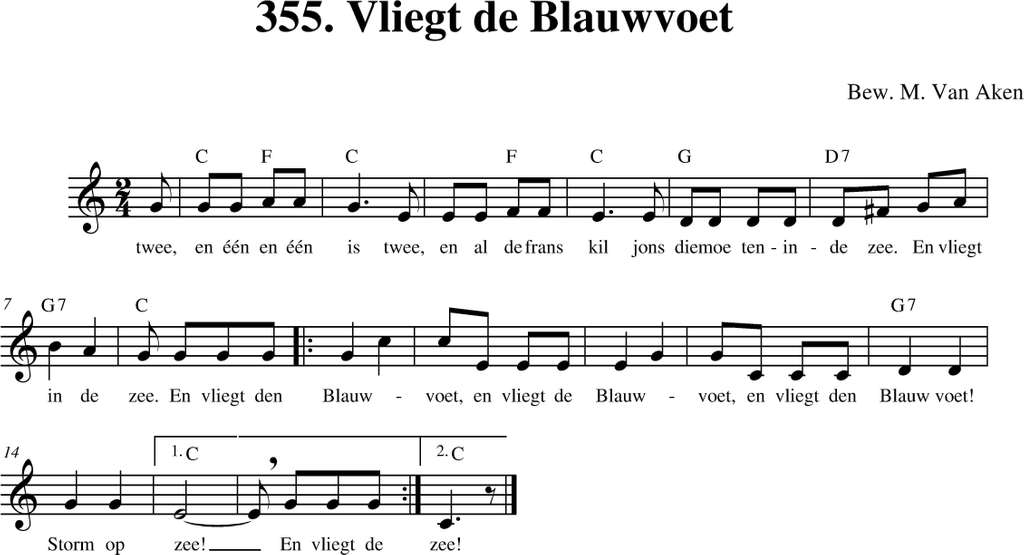 355. Vliegt de Blauwvoet
Bew. M. Van Aken
C F C F C G D7
2
4
twee, en één en één is twee, en al de frans kil jons diemoe ten - in - de zee. En vliegt
7 G7 C G7
in de zee. En vliegt den Blauw - voet, en vliegt de Blauw - voet, en vliegt den Blauw voet!
14 1. C 2. C
Storm op zee! En vliegt de zee!